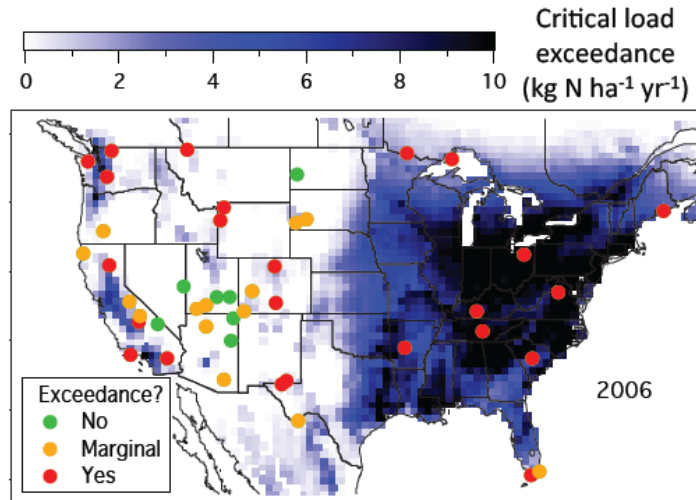 Critical load
exceedance
(kg N ha⁻¹ yr⁻¹)
0 2 4 6 8 10
2006
Exceedance?
No
Marginal
Yes